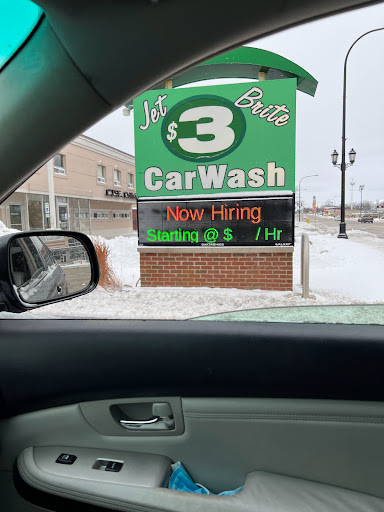 Jet Brite
$3
CarWash
Now Hiring
Starting @ $ / Hr